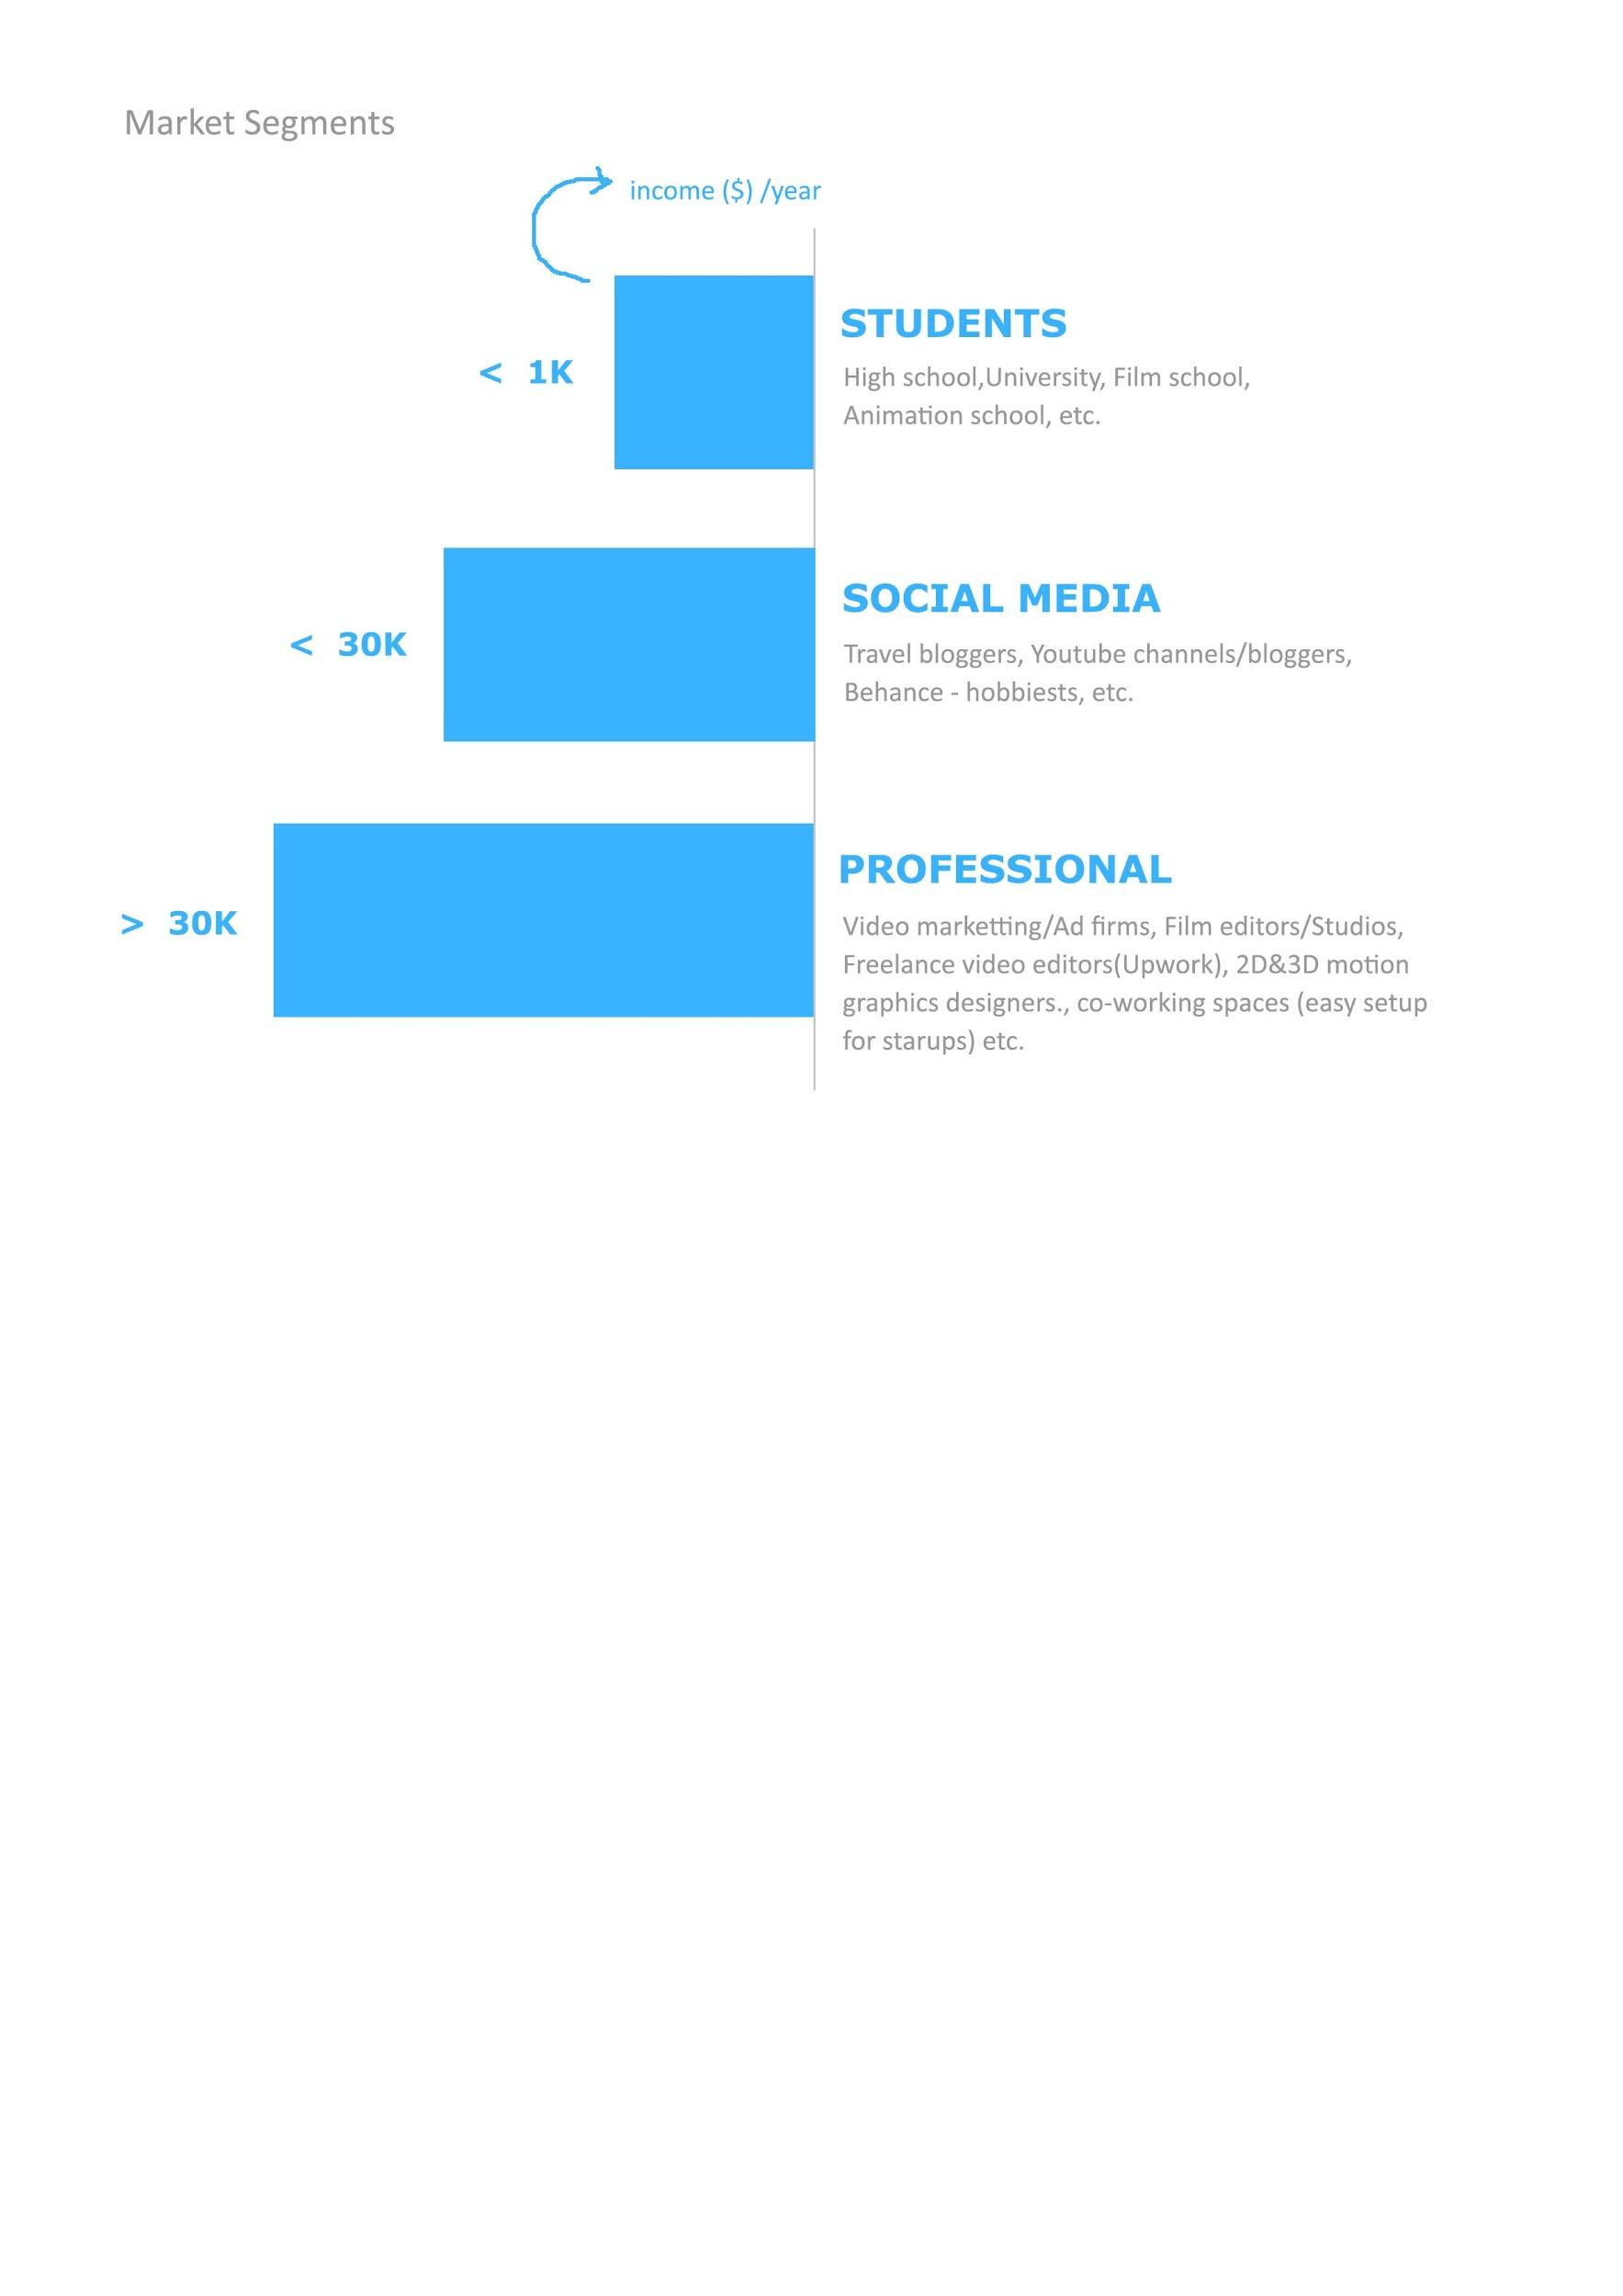 Market Segments
income ($) /year
< 1K
STUDENTS
High school,University, Film school,
Animation school, etc.
< 30K
SOCIAL MEDIA
Travel bloggers, Youtube channels/bloggers,
Behance - hobbiests, etc.
> 30K
PROFESSIONAL
Video marketting/Ad firms, Film editors/Studios,
Freelance video editors(Upwork), 2D&3D motion
graphics designers., co-working spaces (easy setup
for starups) etc.